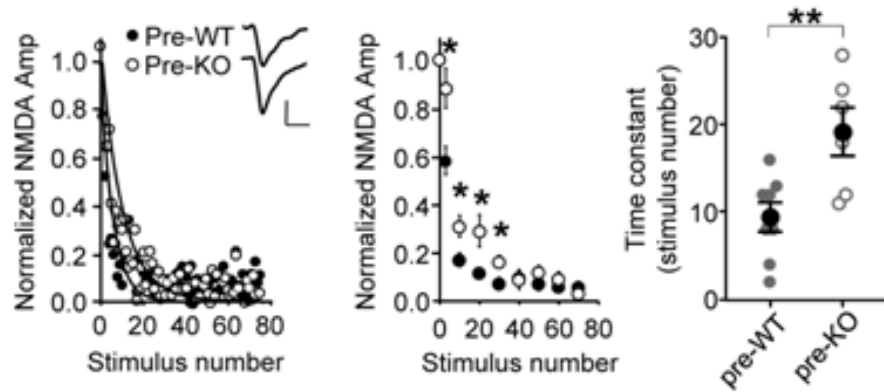 Normalized NMDA Amp
1.0
0.8
0.6
0.4
0.2
0.0
0 20 40 60 80
Stimulus number
Pre-WT
Pre-KO
Normalized NMDA Amp
1.0
0.8
0.6
0.4
0.2
0.0
*
*
*
*
0 20 40 60 80
Stimulus number
Time constant
(stimulus number)
30
20
10
0
**
pre-WT
pre-KO